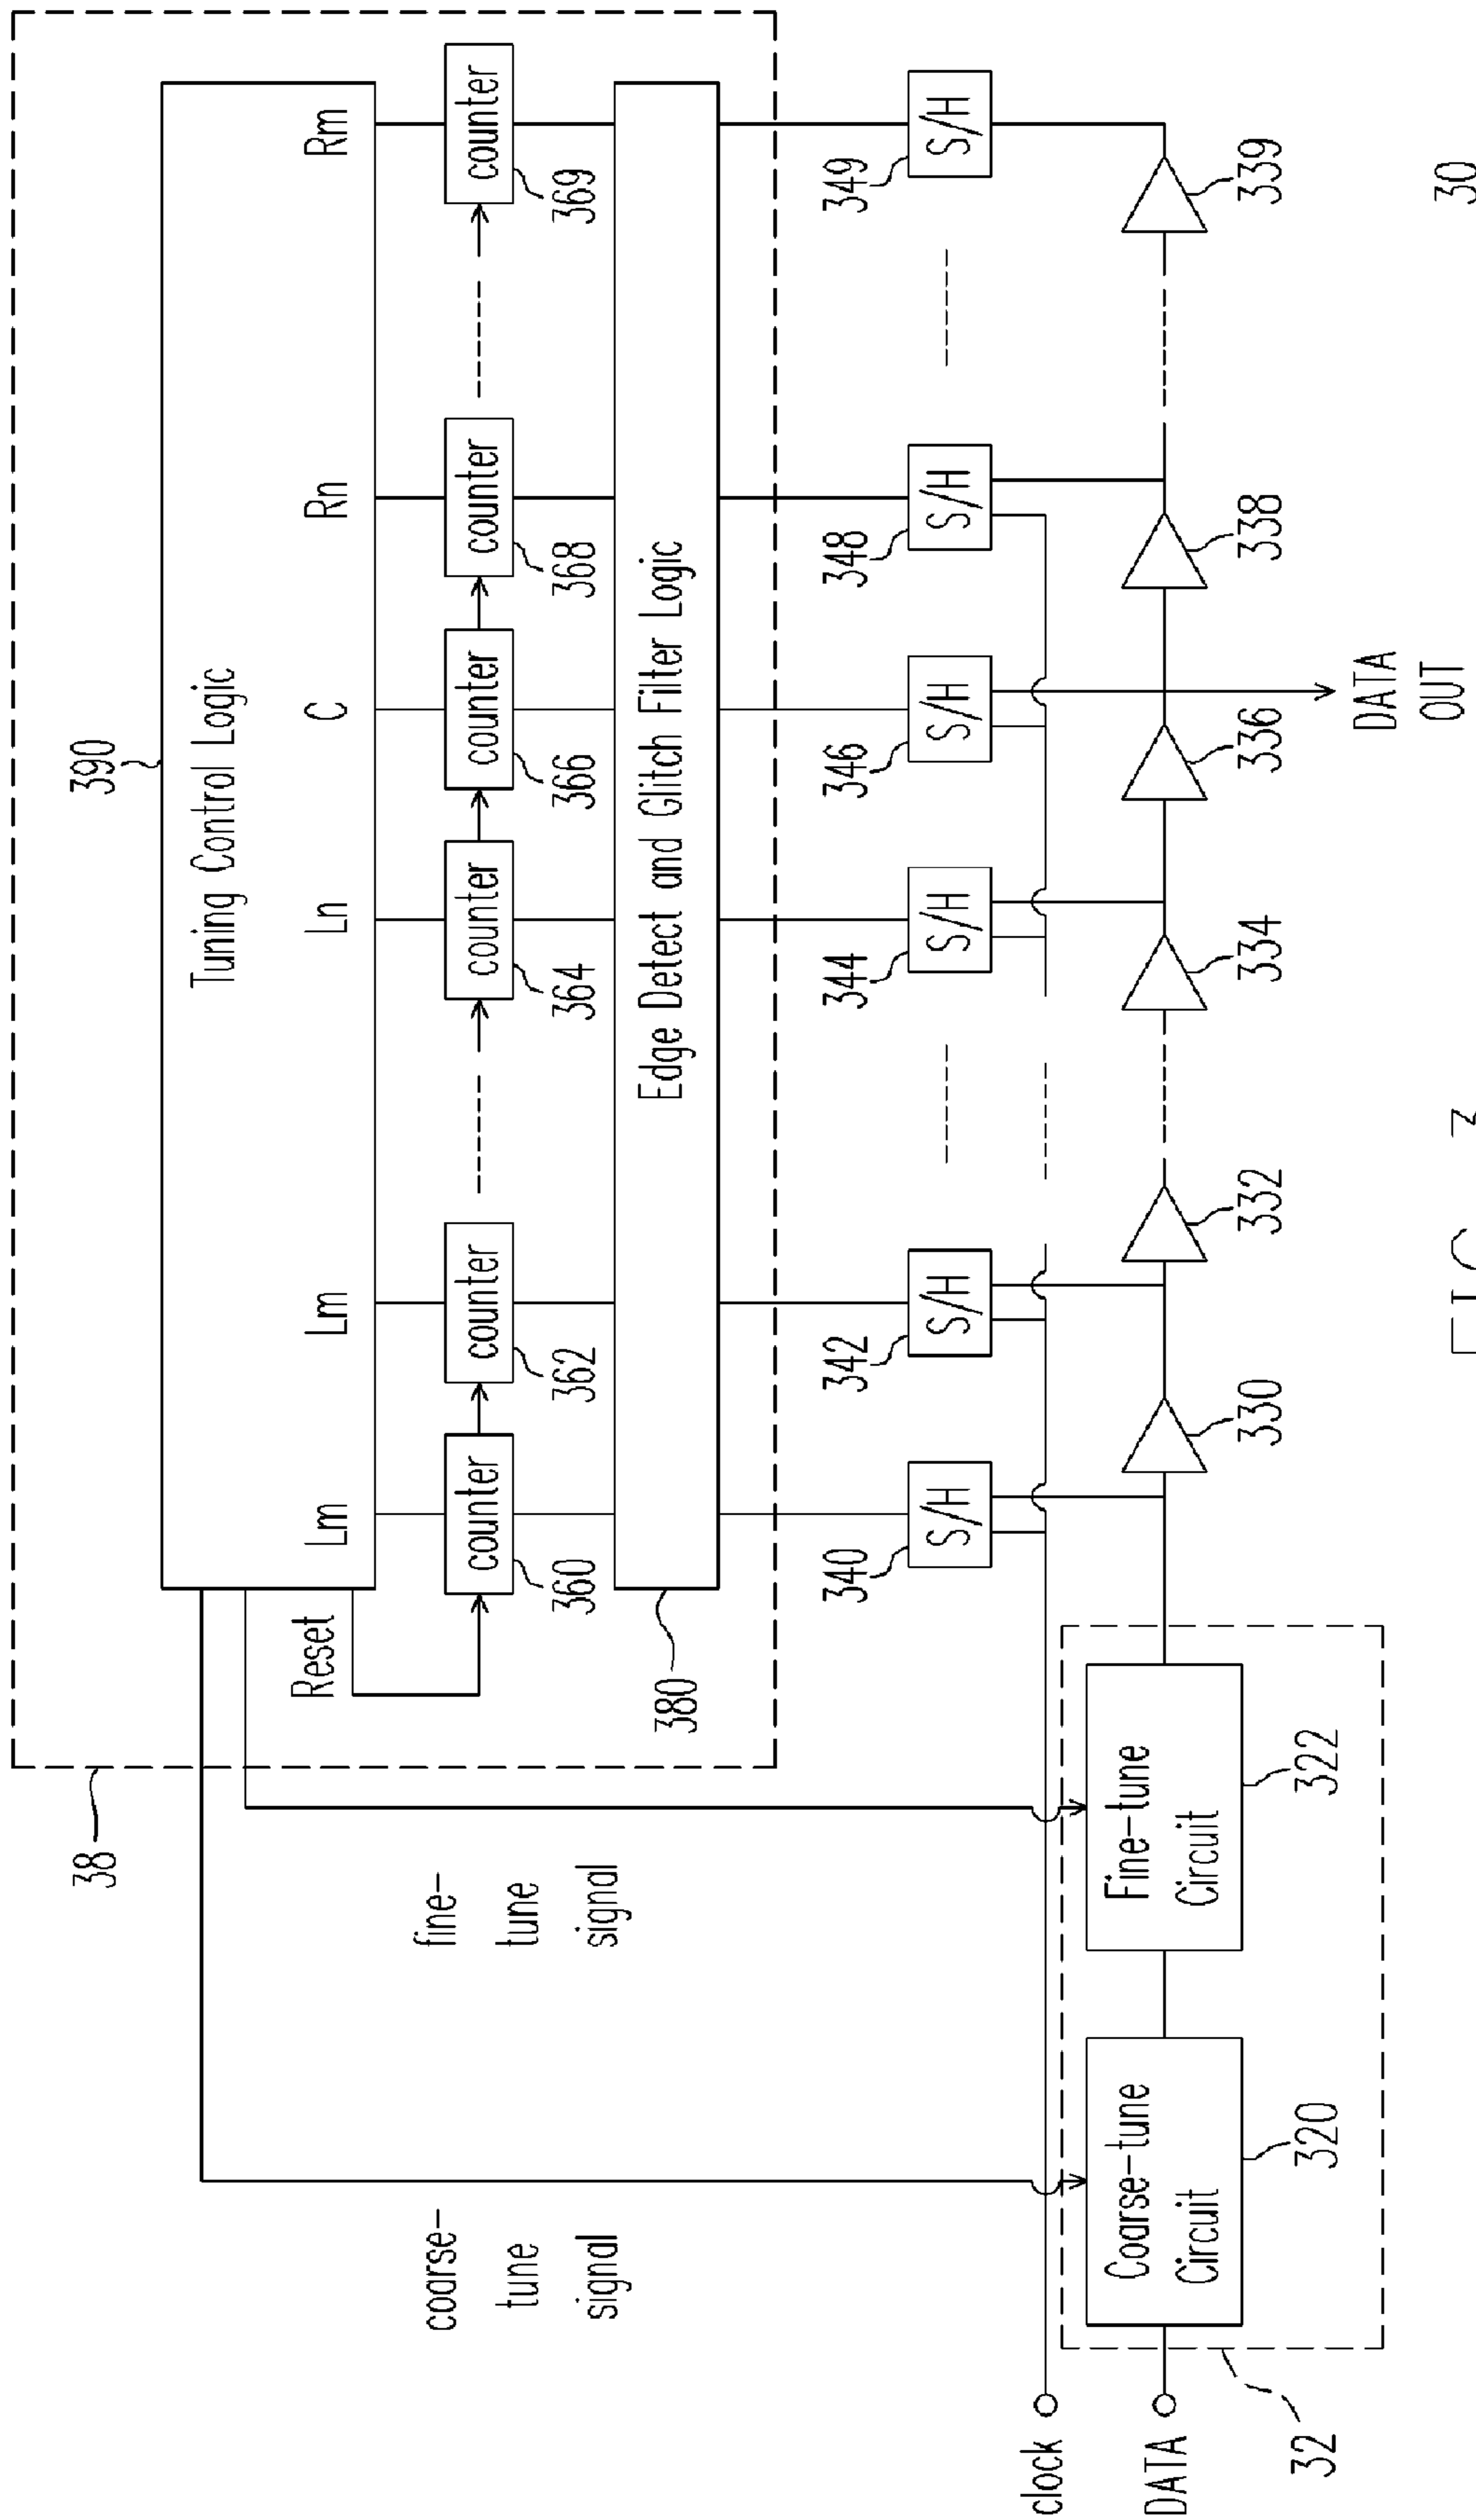 38
390
Tuning Control Logic
Lm
Lm
Ln
C
Rn
Rm
Reset
counter
counter
counter
counter
counter
counter
360
362
364
366
368
369
Edge Detect and Glitch Filter Logic
380
coarse-
tune
signal
fine-
tune
signal
340
342
344
346
348
349
S/H
S/H
S/H
S/H
S/H
S/H
clock
DATA
Coarse-tune
Circuit
Fine-tune
Circuit
320
322
32
330
332
334
336
338
339
DATA
OUT
30